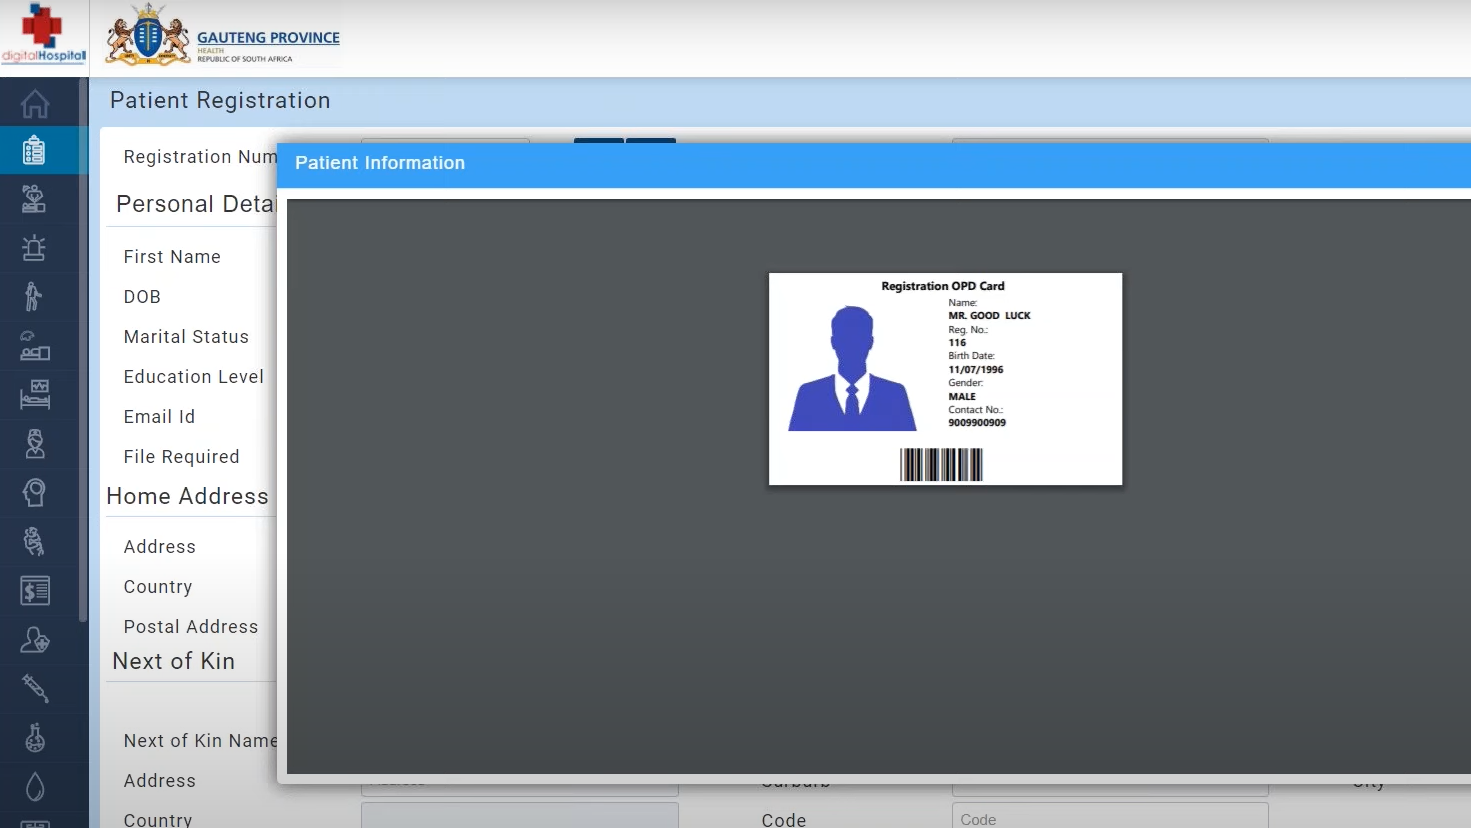 digitalHospital
GAUTENG PROVINCE
HEALTH
REPUBLIC OF SOUTH AFRICA
Patient Registration
Registration Num
Patient Information
Personal Detai
First Name
DOB
Marital Status
Education Level
Email Id
File Required
Home Address
Address
Country
Postal Address
Next of Kin
Next of Kin Name
Address
Country
Registration OPD Card
Name:
MR. GOOD LUCK
Reg. No.:
116
Birth Date:
11/07/1996
Gender:
MALE
Contact No.:
9009900909
City
Code
Code